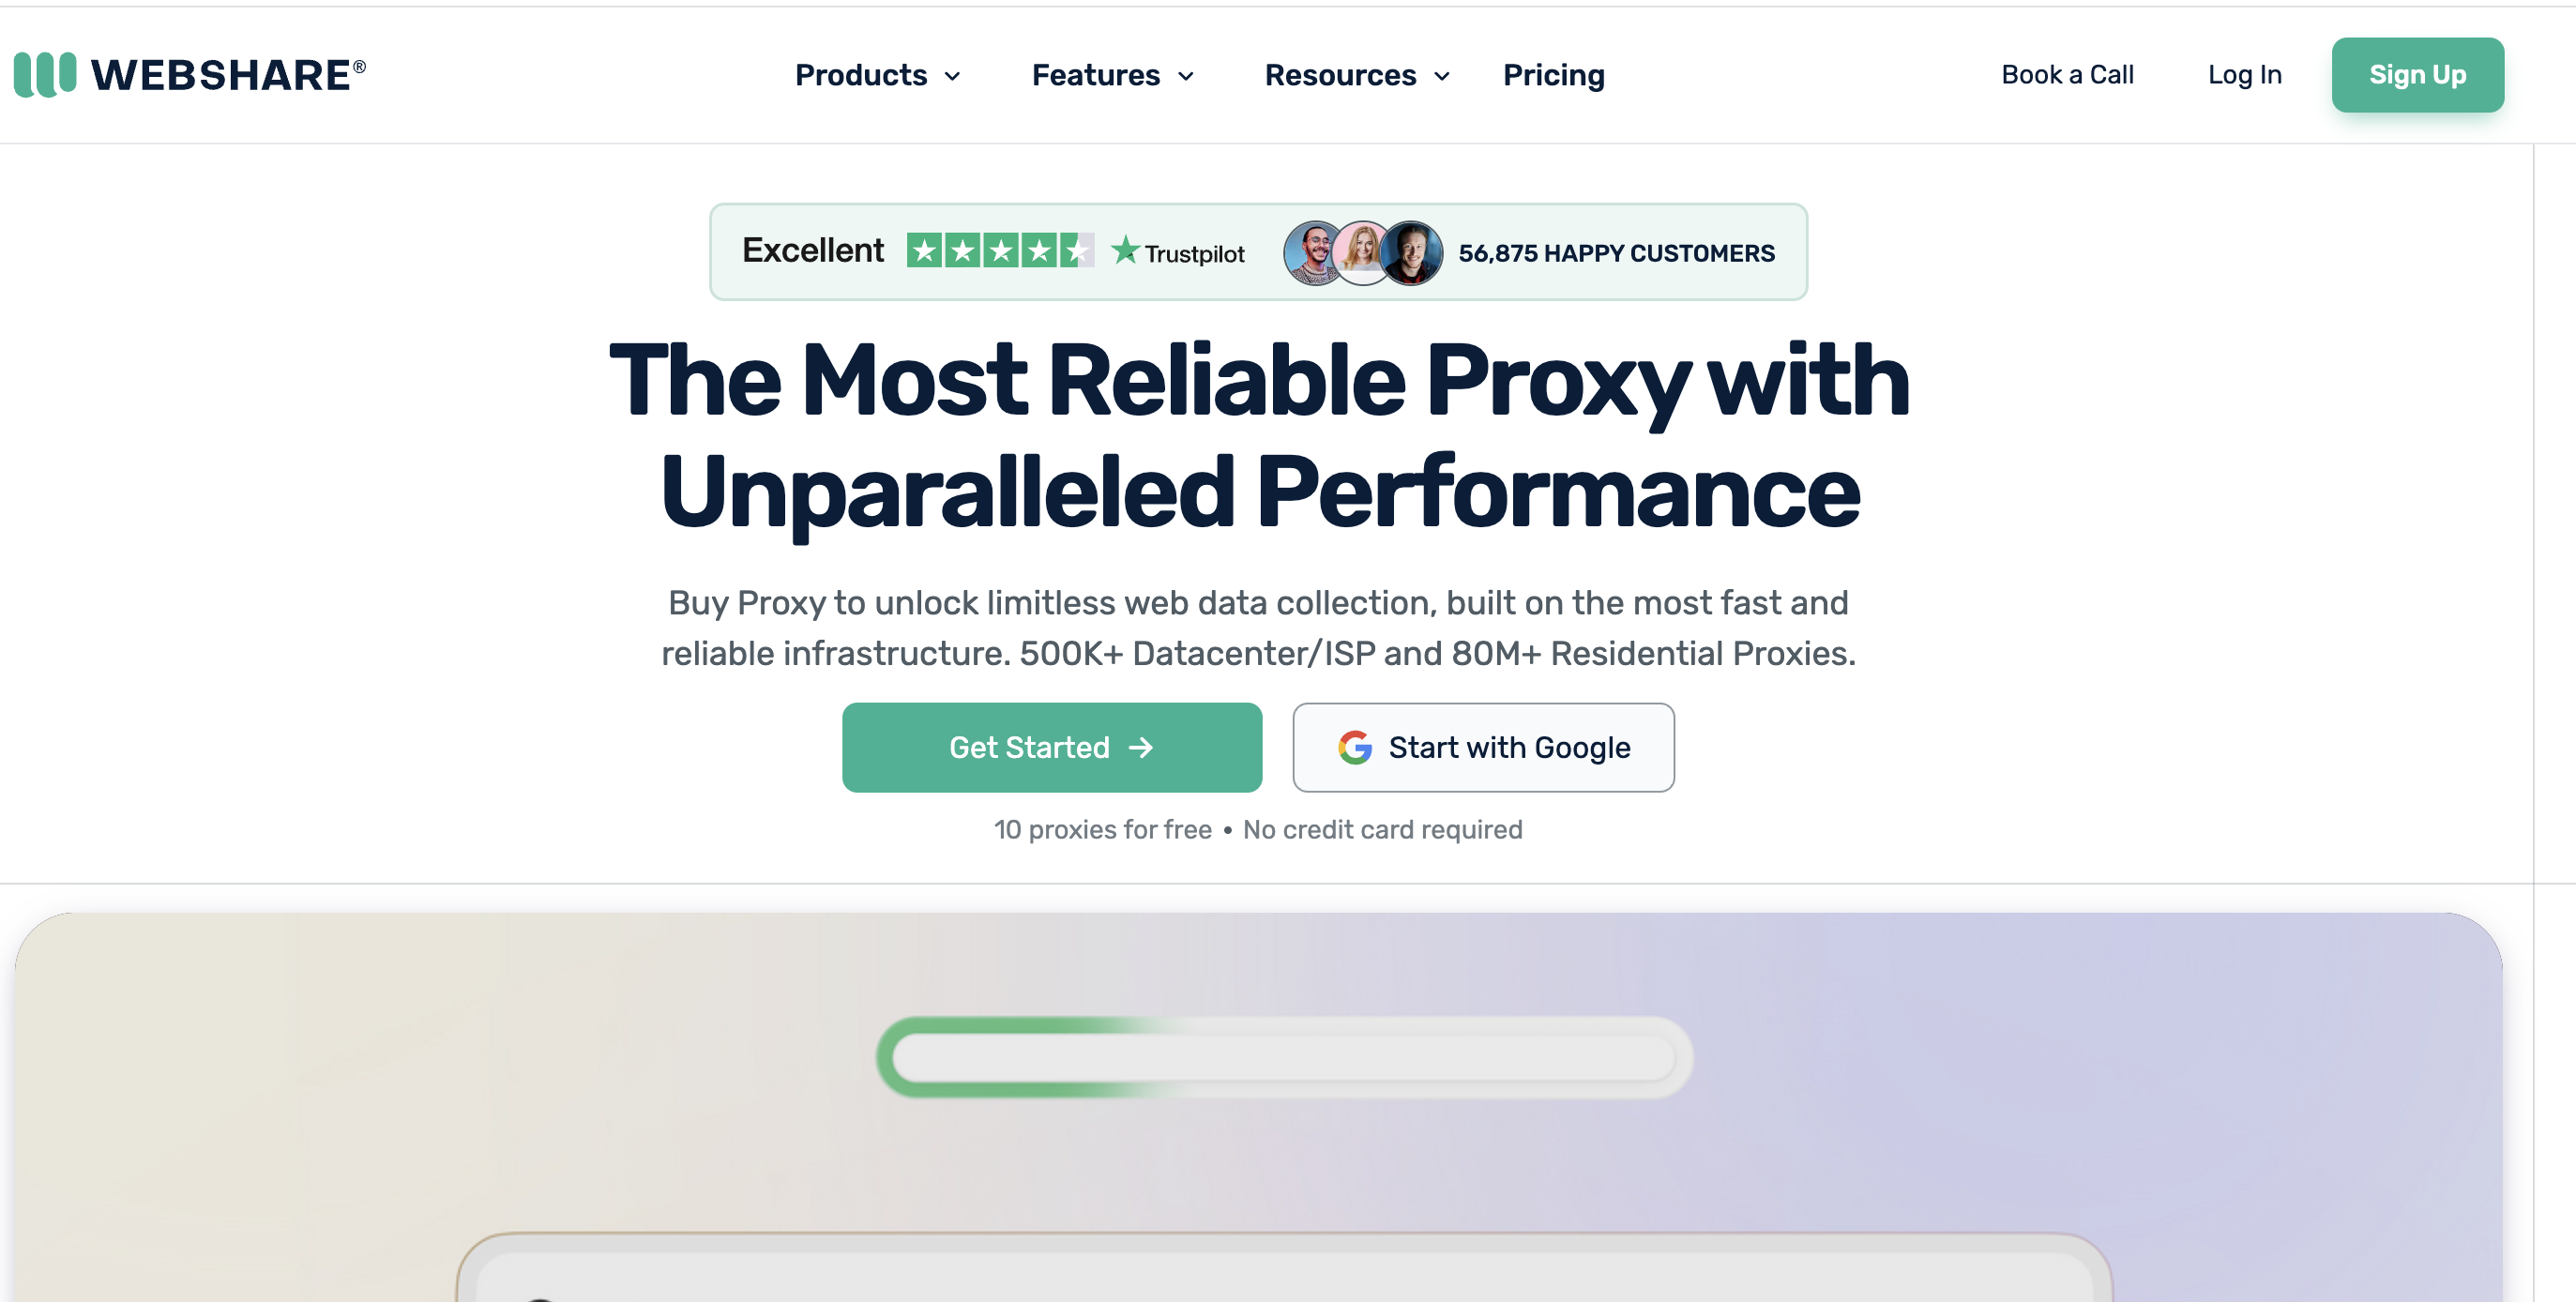 WEBSHARE®
Products
Features
Resources
Pricing
Book a Call
Log In
Sign Up
Excellent
Trustpilot
56,875 HAPPY CUSTOMERS
The Most Reliable Proxy with
Unparalleled Performance
Buy Proxy to unlock limitless web data collection, built on the most fast and
reliable infrastructure. 500K+ Datacenter/ISP and 80M+ Residential Proxies.
Get Started →
Start with Google
10 proxies for free • No credit card required